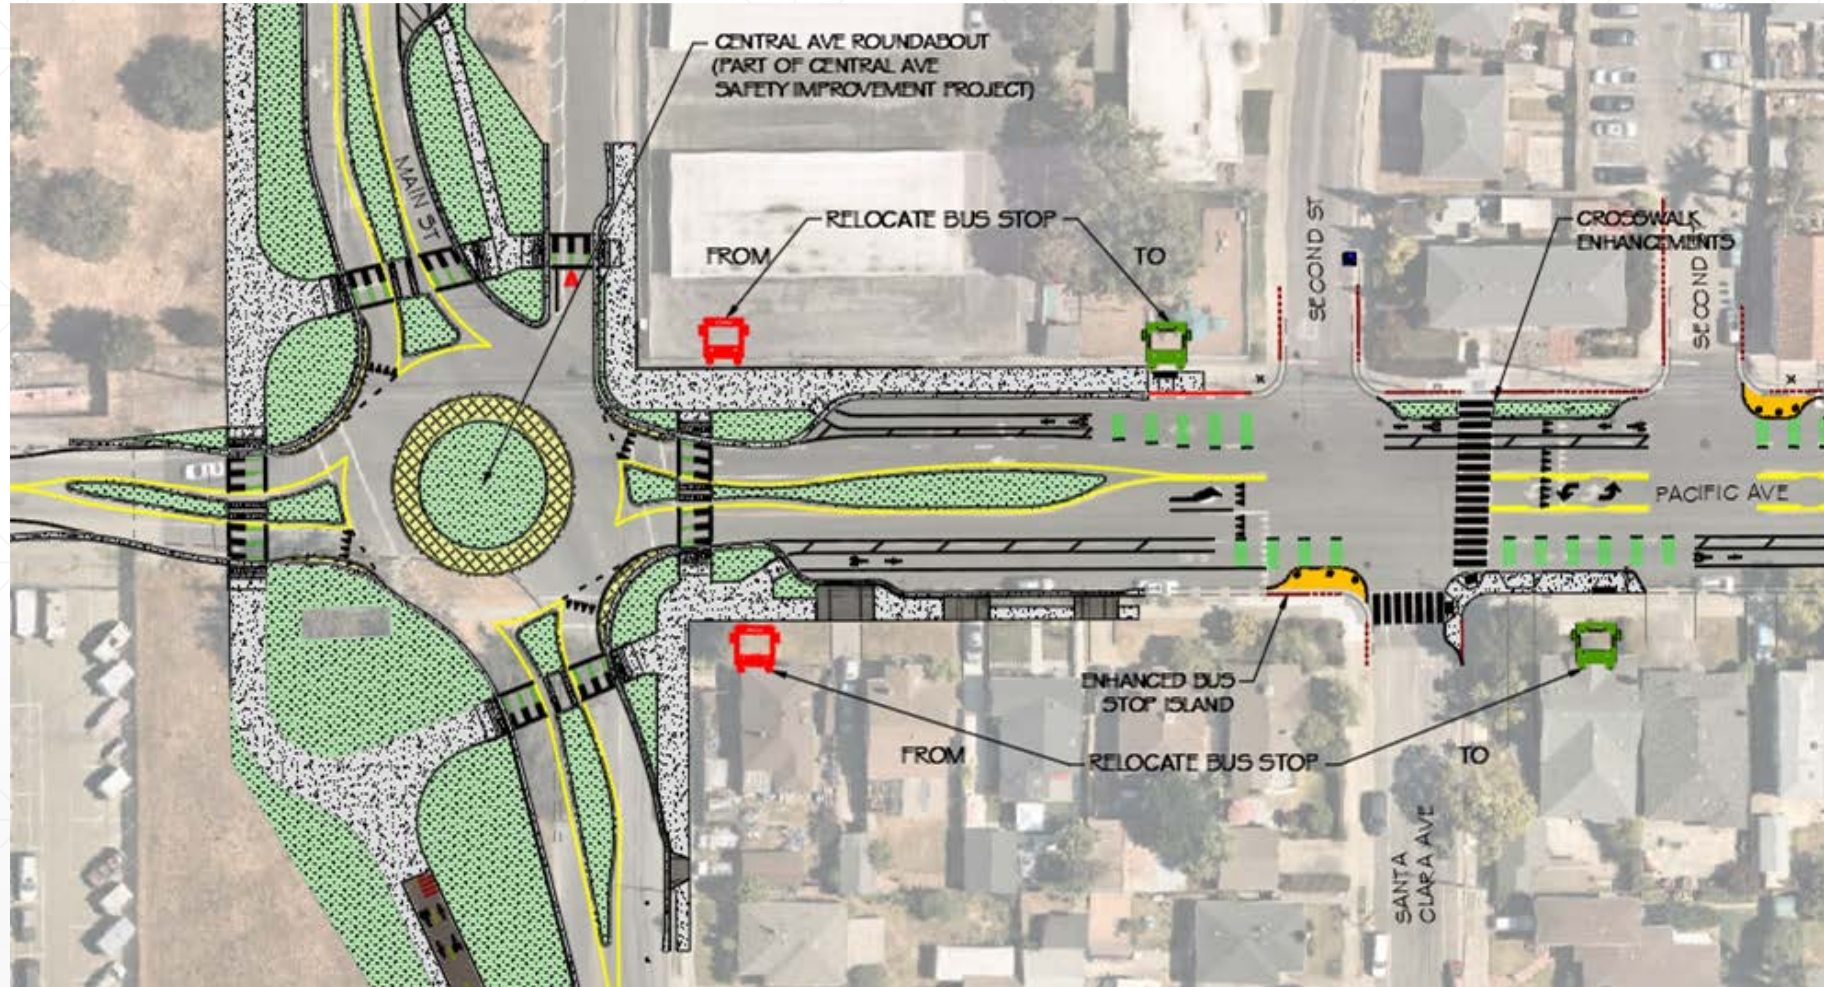 CENTRAL AVE ROUNDABOUT
(PART OF CENTRAL AVE
SAFETY IMPROVEMENT PROJECT)
MAIN ST
RELOCATE BUS STOP
FROM
TO
SECOND ST
CROSSWALK
ENHANCEMENTS
SECOND
PACIFIC AVE
ENHANCED BUS
STOP ISLAND
FROM
RELOCATE BUS STOP
TO
SANTA
CLARA AVE